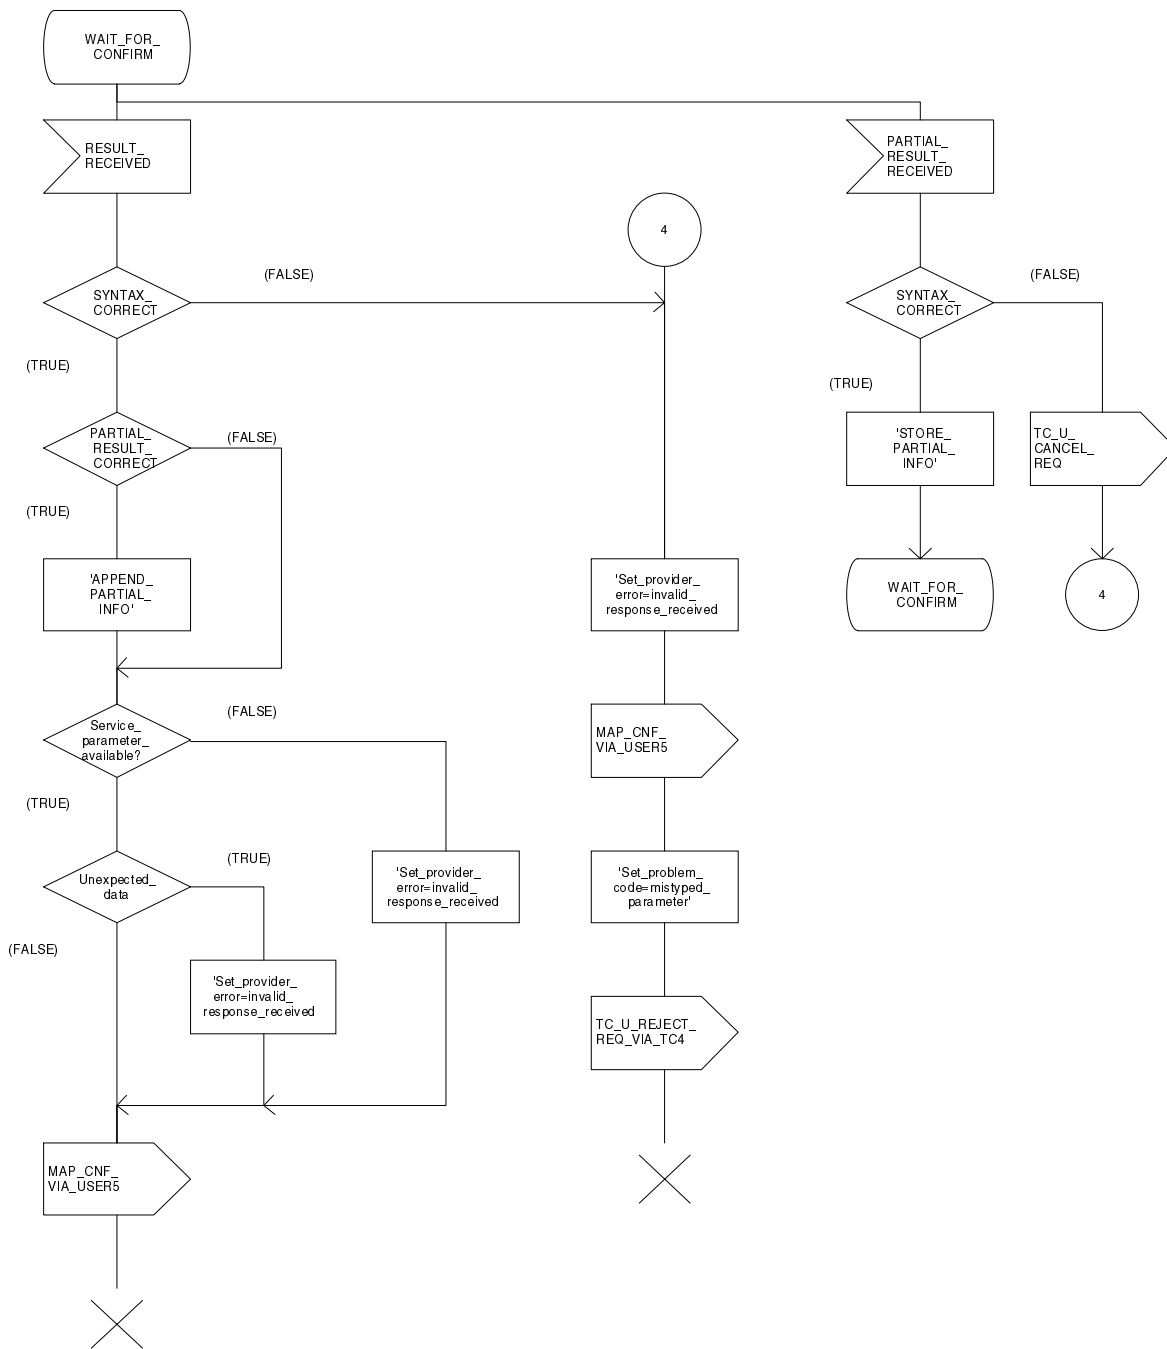 WAIT_FOR_
CONFIRM
RESULT_
RECEIVED
PARTIAL_
RESULT_
RECEIVED
4
(FALSE)
SYNTAX_
CORRECT
(FALSE)
SYNTAX_
CORRECT
(TRUE)
(TRUE)
PARTIAL_
RESULT_
CORRECT
(FALSE)
'STORE_
PARTIAL_
INFO'
TC_U_
CANCEL_
REQ
(TRUE)
'APPEND_
PARTIAL_
INFO'
'Set_provider_
error=invalid_
response_received
WAIT_FOR_
CONFIRM
4
Service_
parameter_
available?
(FALSE)
MAP_CNF_
VIA_USER5
(TRUE)
Unexpected_
data
(TRUE)
'Set_provider_
error=invalid_
response_received
'Set_problem_
code=mistyped_
parameter'
(FALSE)
'Set_provider_
error=invalid_
response_received
TC_U_REJECT_
REQ_VIA_TC4
MAP_CNF_
VIA_USER5